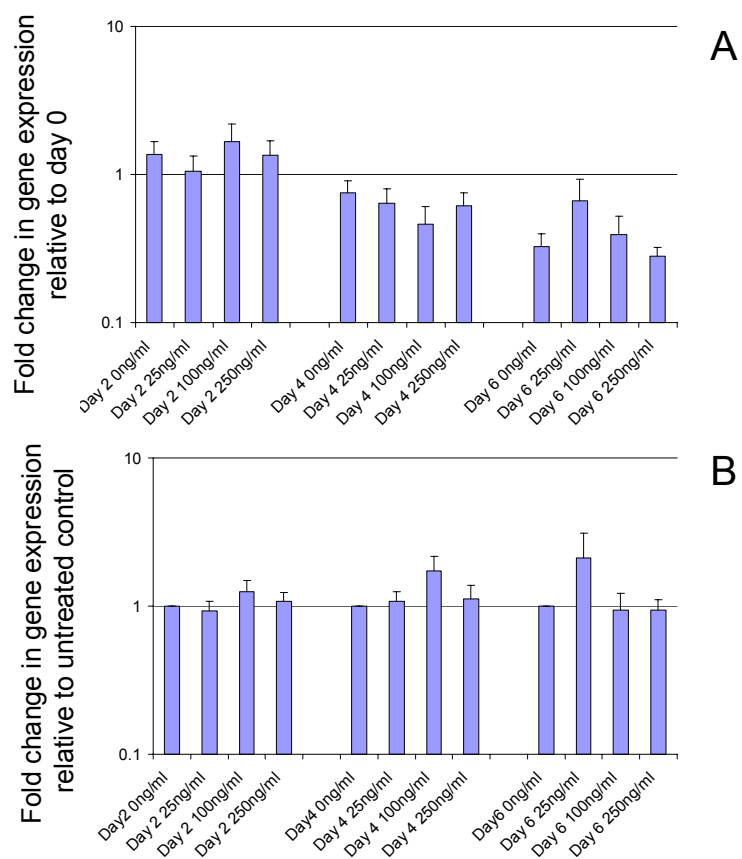 A
Fold change in gene expression
relative to day 0
10
1
0.1
Day 2 0ng/ml
Day 2 25ng/ml
Day 2 100ng/ml
Day 2 250ng/ml
Day 4 0ng/ml
Day 4 25ng/ml
Day 4 100ng/ml
Day 4 250ng/ml
Day 6 0ng/ml
Day 6 25ng/ml
Day 6 100ng/ml
Day 6 250ng/ml
B
Fold change in gene expression
relative to untreated control
10
1
0.1
Day2 0ng/ml
Day 2 25ng/ml
Day 2 100ng/ml
Day 2 250ng/ml
Day4 0ng/ml
Day 4 25ng/ml
Day 4 100ng/ml
Day 4 250ng/ml
Day6 0ng/ml
Day 6 25ng/ml
Day 6 100ng/ml
Day 6 250ng/ml